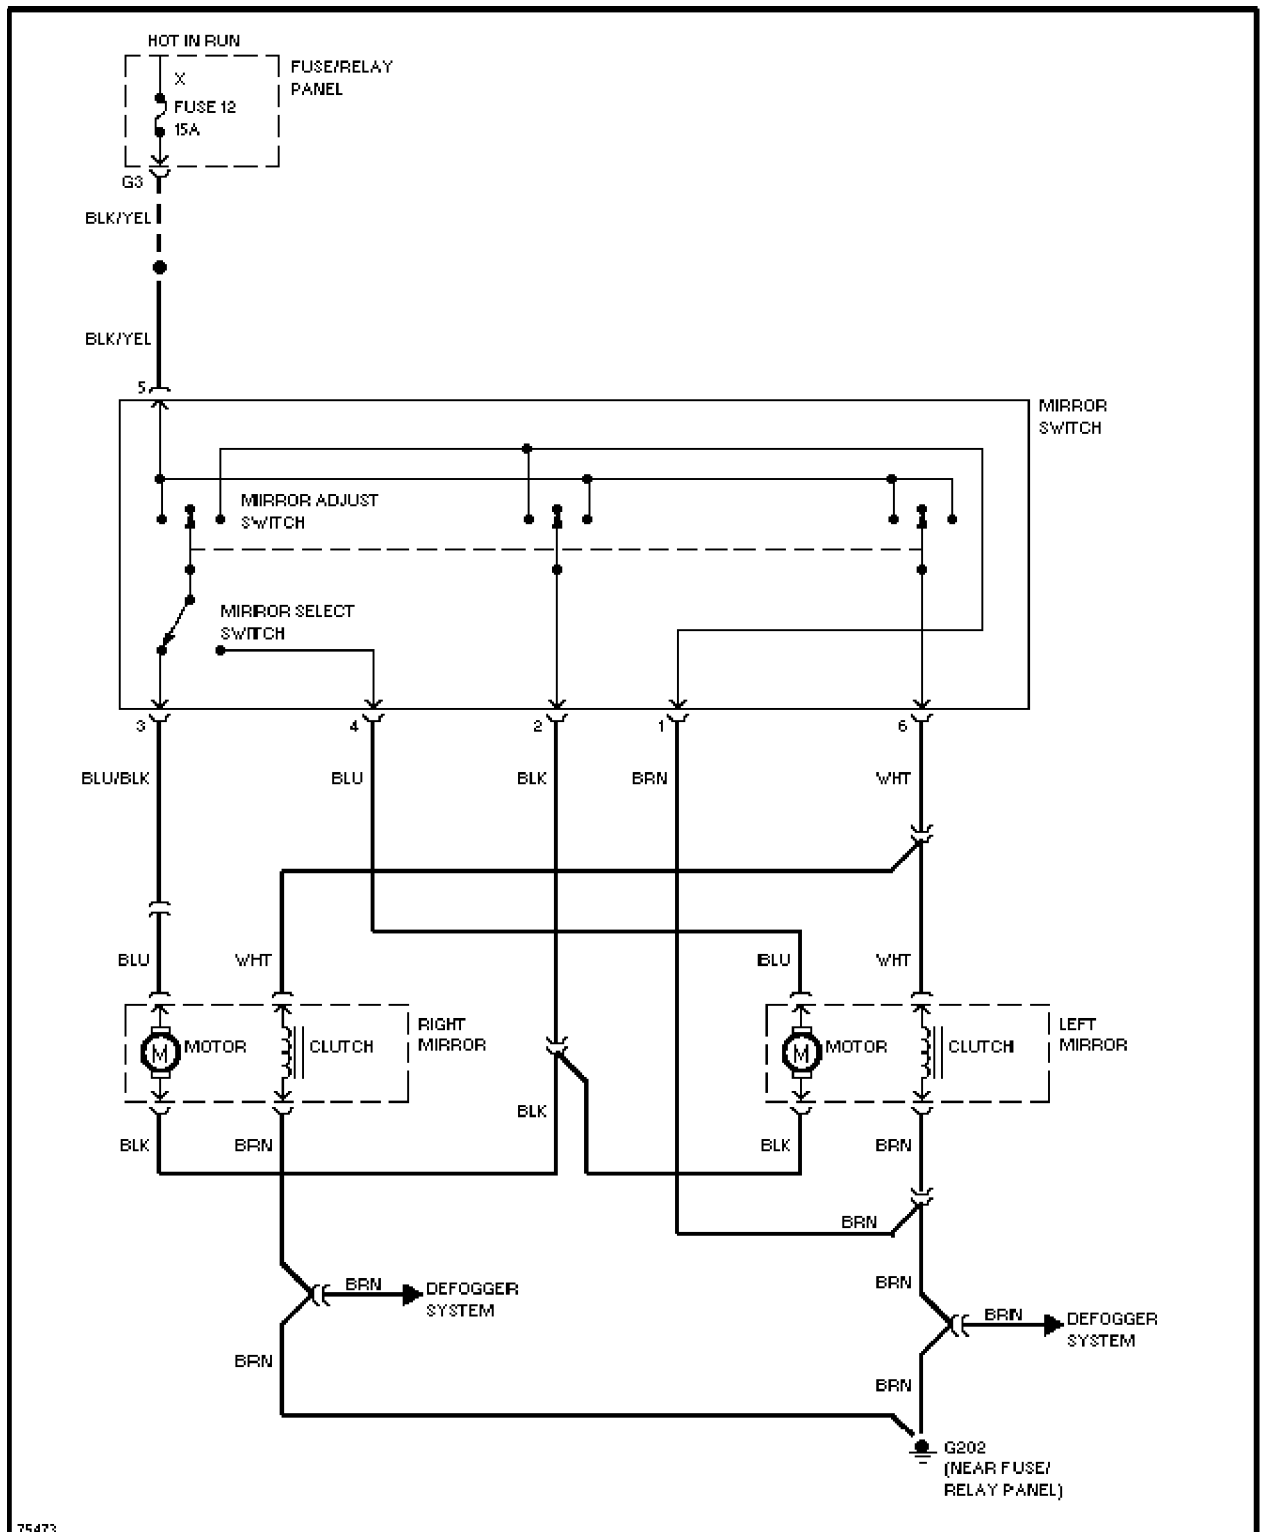 HOT IN RUN
X
FUSE 12
15A
FUSE/RELAY
PANEL
G3
BLK/YEL
BLK/YEL
5
MIRROR
SWITCH
MIRROR ADJUST
SWITCH
MIRROR SELECT
SWITCH
3
4
2
1
6
BLU/BLK
BLU
BLK
BRN
WHT
BLU
WHT
BLU
WHT
MOTOR
M
CLUTCH
RIGHT
MIRROR
MOTOR
M
CLUTCH
LEFT
MIRROR
BLK
BLK
BRN
BLK
BRN
BRN
BRN
DEFOGGER
SYSTEM
BRN
BRN
DEFOGGER
SYSTEM
BRN
BRN
G202
(NEAR FUSE/
RELAY PANEL)
75473